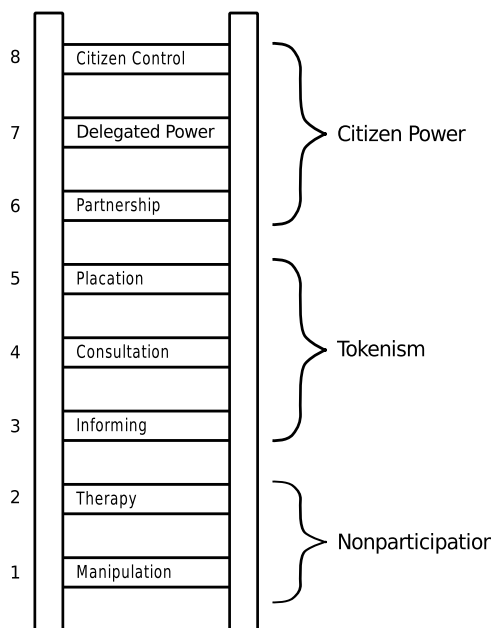 8 Citizen Control
7 Delegated Power
Citizen Power
6 Partnership
5 Placation
4 Consultation
Tokenism
3 Informing
2 Therapy
Nonparticipation
1 Manipulation